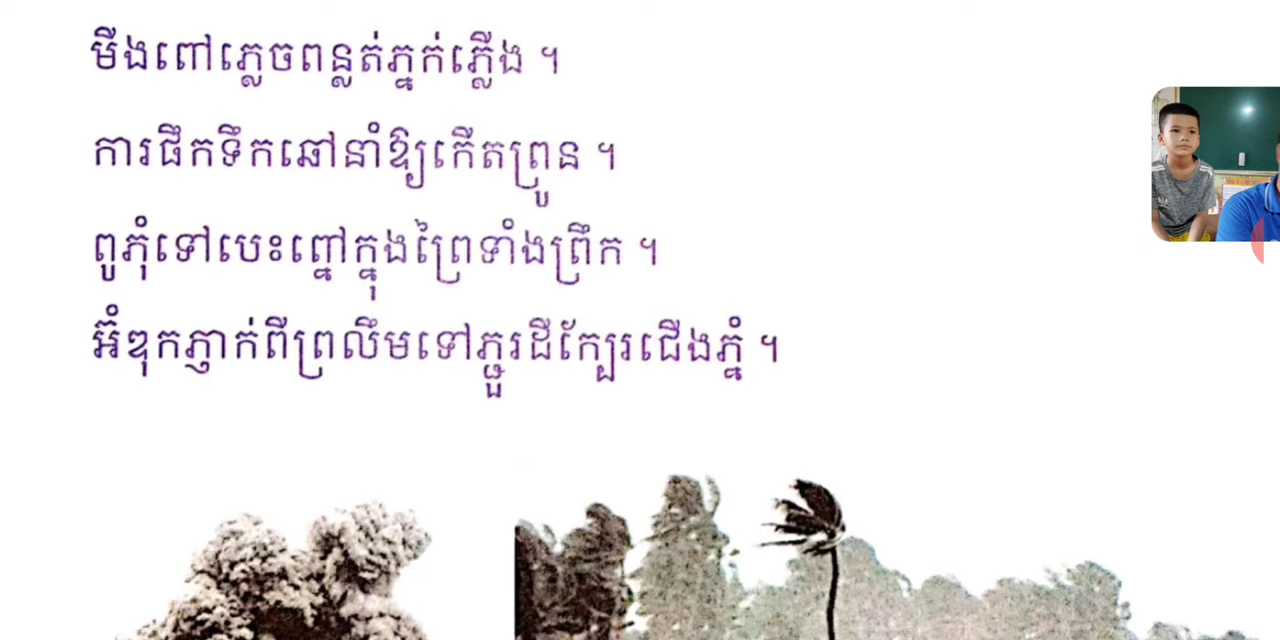 មីងពៅភ្លេចពន្លត់ភ្នក់ភ្លើង ។
ការផឹកទឹកឆៅនាំឱ្យកើតព្រូន ។
ពូភុំទៅបេះព្នៅក្នុងព្រៃទាំងព្រឹក ។
អ៊ំឌុកភ្ញាក់ពីព្រលឹមទៅភ្ជួរដីក្បែរជើងភ្នំ ។